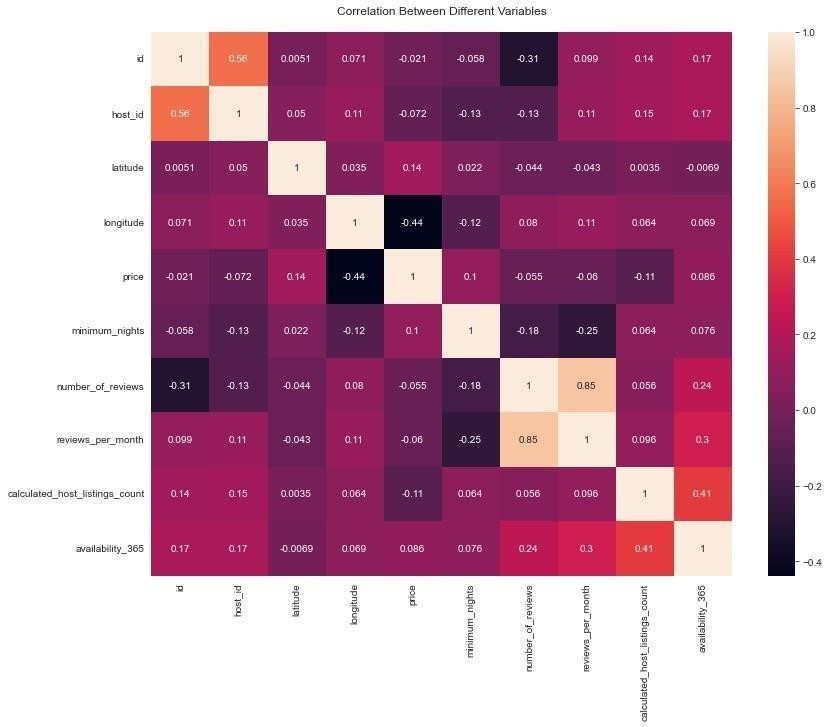 Correlation Between Different Variables
id 1 0.56 0.0051 0.071 -0.021 -0.058 -0.31 0.099 0.14 0.17
host_id 0.56 1 0.05 0.11 -0.072 -0.13 -0.13 0.11 0.15 0.17
latitude 0.0051 0.05 1 0.035 0.14 0.022 -0.044 -0.043 0.0035 -0.0069
longitude 0.071 0.11 0.035 1 -0.44 -0.12 0.08 0.11 0.064 0.069
price -0.021 -0.072 0.14 -0.44 1 0.1 -0.055 -0.06 -0.11 0.086
minimum_nights -0.058 -0.13 0.022 -0.12 0.1 1 -0.18 -0.25 0.064 0.076
number_of_reviews -0.31 -0.13 -0.044 0.08 -0.055 -0.18 1 0.85 0.056 0.24
reviews_per_month 0.099 0.11 -0.043 0.11 -0.06 -0.25 0.85 1 0.096 0.3
calculated_host_listings_count 0.14 0.15 0.0035 0.064 -0.11 0.064 0.056 0.096 1 0.41
availability_365 0.17 0.17 -0.0069 0.069 0.086 0.076 0.24 0.3 0.41 1
id
host_id
latitude
longitude
price
minimum_nights
number_of_reviews
reviews_per_month
calculated_host_listings_count
availability_365
1.0
0.8
0.6
0.4
0.2
0.0
−0.2
−0.4